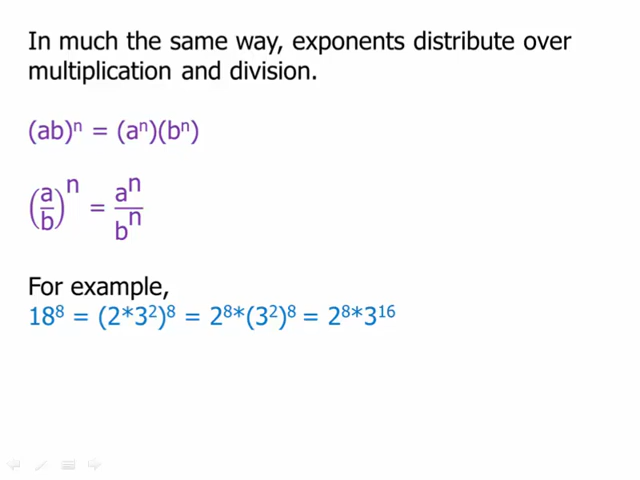 In much the same way, exponents distribute over
multiplication and division.
(ab)ⁿ = (aⁿ)(bⁿ)
(a/b)ⁿ = aⁿ/bⁿ
For example,
18⁸ = (2*3²)⁸ = 2⁸*(3²)⁸ = 2⁸*3¹⁶